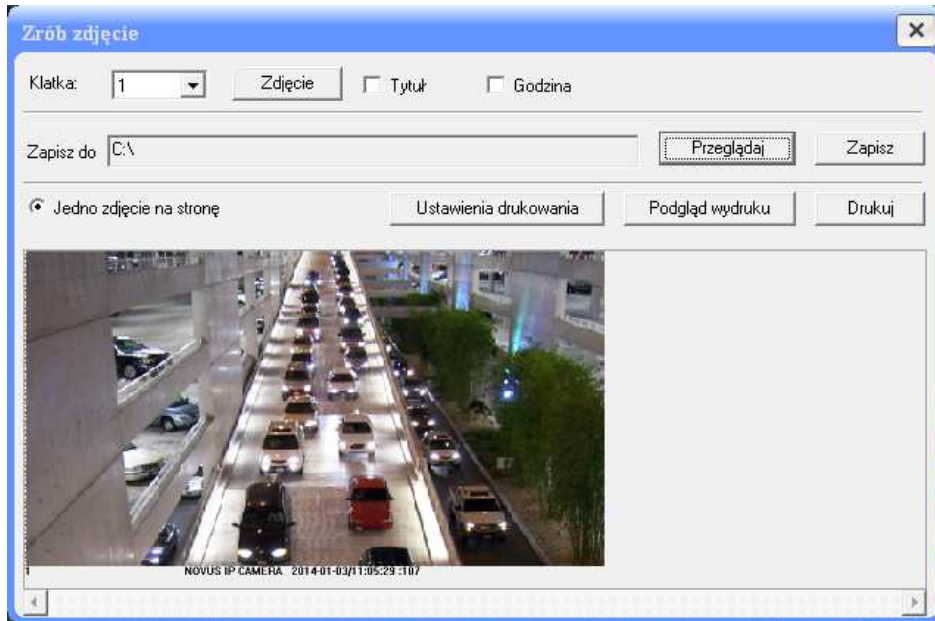 Zrób zdjęcie
Klatka: 1 Zdjęcie Tytuł Godzina
Zapisz do C:\ Przeglądaj Zapisz
Jedno zdjęcie na stronę Ustawienia drukowania Podgląd wydruku Drukuj
1 NOVUS IP CAMERA 2014-01-03/11:05:29 :107